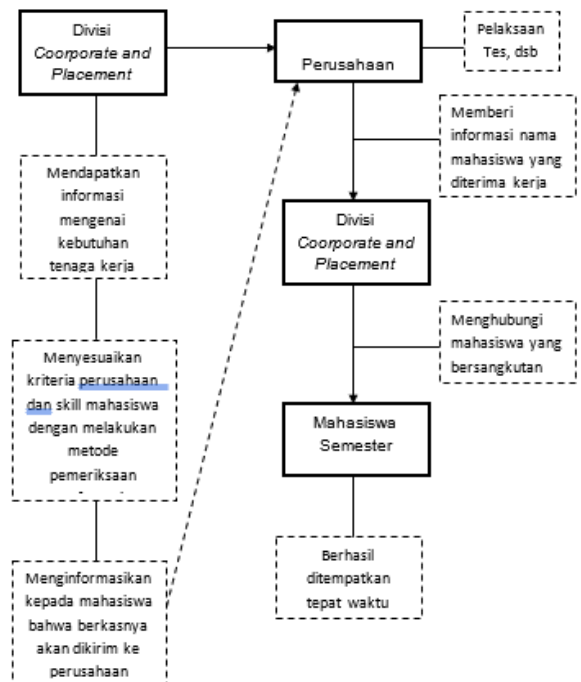 Divisi
Coorporate and
Placement
Mendapatkan
informasi
mengenai
kebutuhan
tenaga kerja
Menyesuaikan
kriteria perusahaan
dan skill mahasiswa
dengan melakukan
metode
pemeriksaan
Menginformasikan
kepada mahasiswa
bahwa berkasnya
akan dikirim ke
perusahaan
Perusahaan
Pelaksaan
Tes, dsb
Memberi
informasi nama
mahasiswa yang
diterima kerja
Divisi
Coorporate and
Placement
Menghubungi
mahasiswa yang
bersangkutan
Mahasiswa
Semester
Berhasil
ditempatkan
tepat waktu